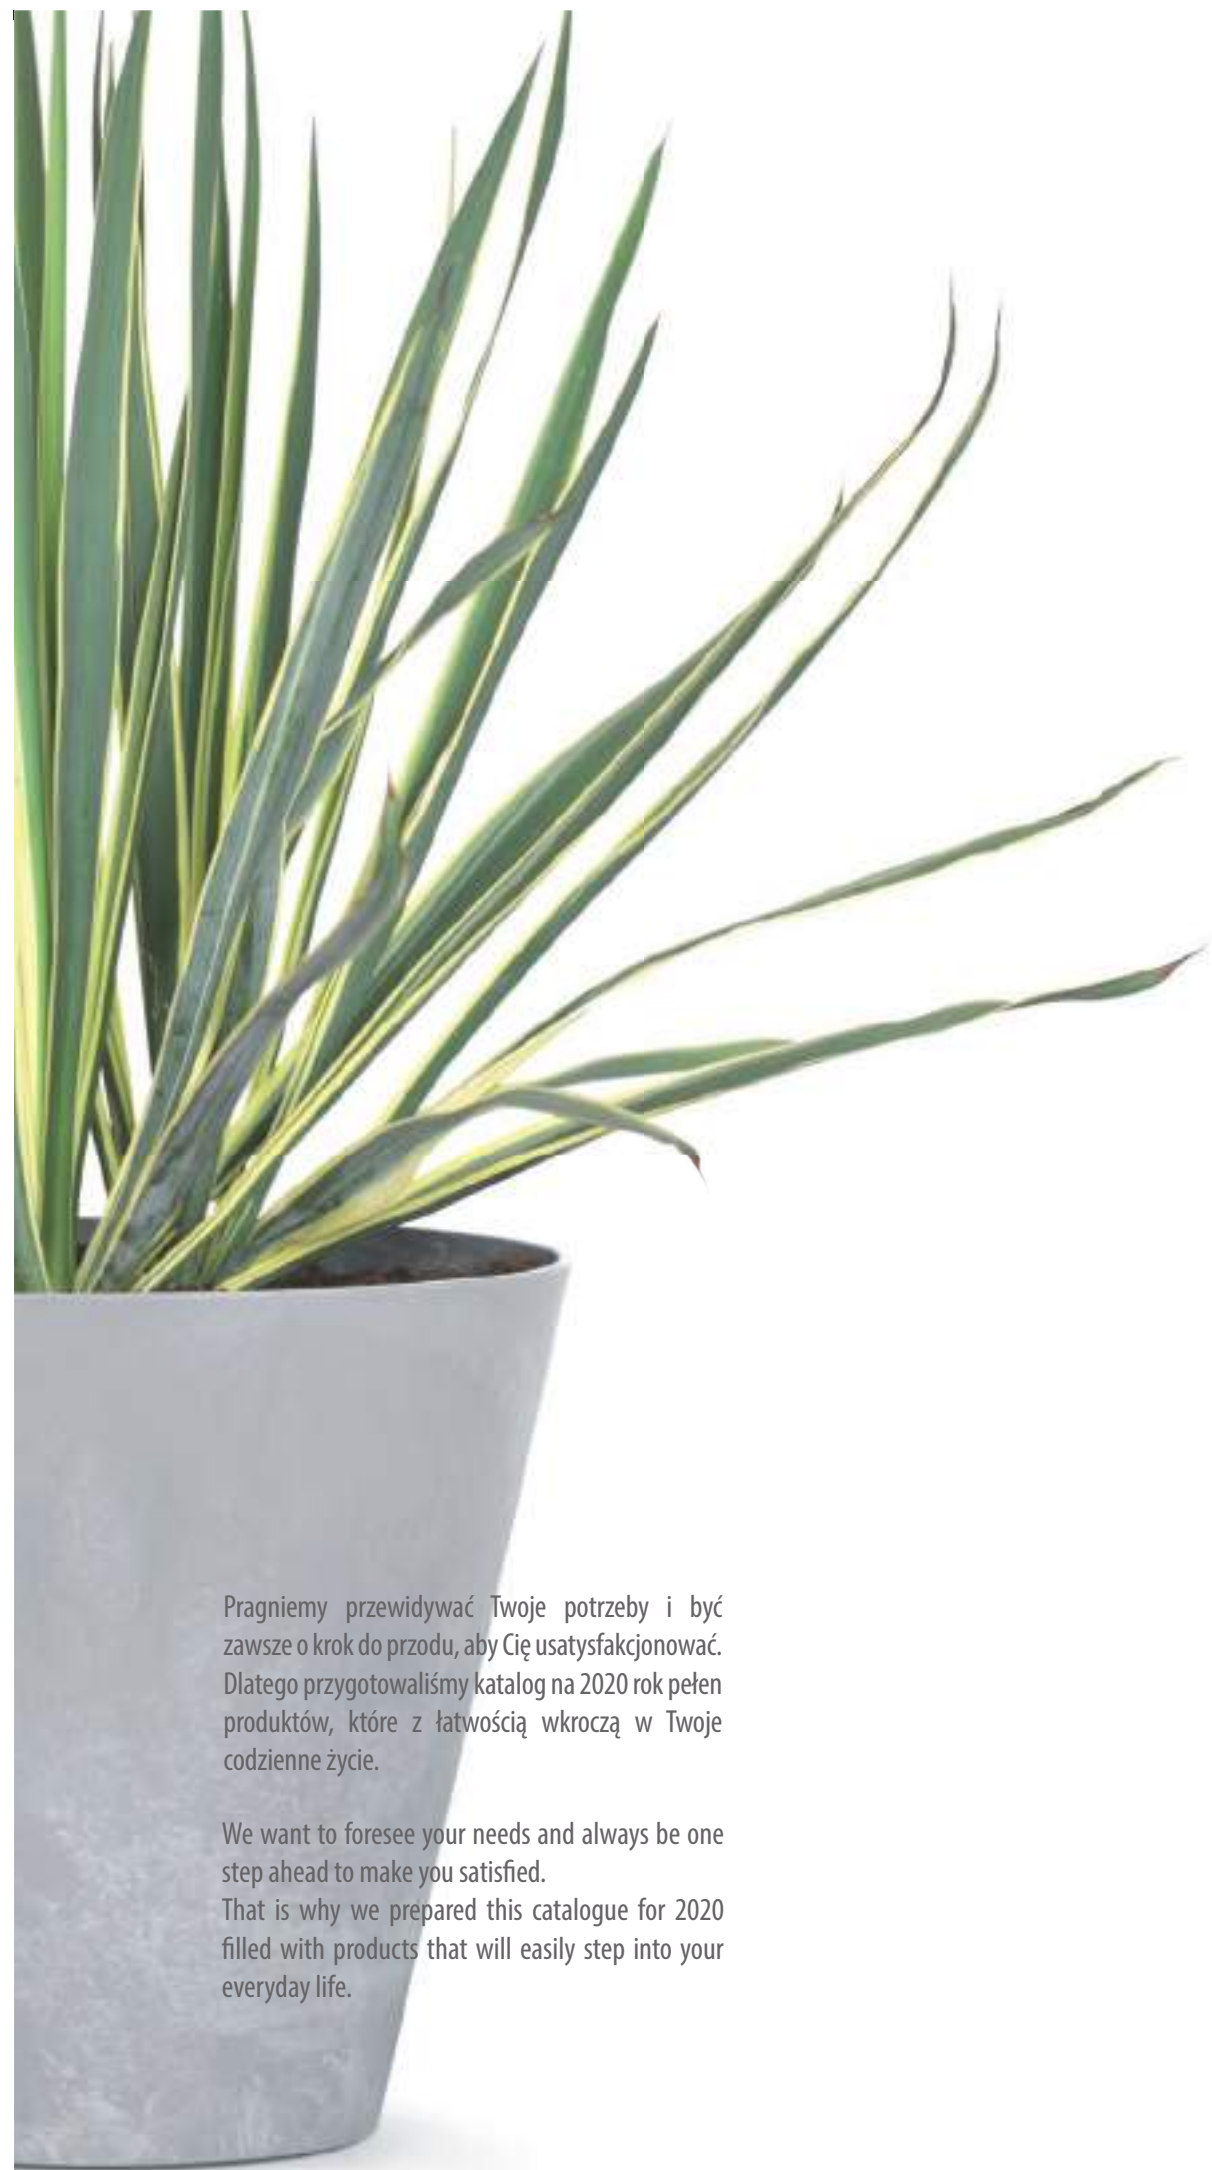 Pragniemy przewidywać Twoje potrzeby i być
zawsze o krok do przodu, aby Cię usatysfakcjonować.
Dlatego przygotowaliśmy katalog na 2020 rok pełen
produktów, które z łatwością wkroczą w Twoje
codzienne życie.
We want to foresee your needs and always be one
step ahead to make you satisfied.
That is why we prepared this catalogue for 2020
filled with products that will easily step into your
everyday life.